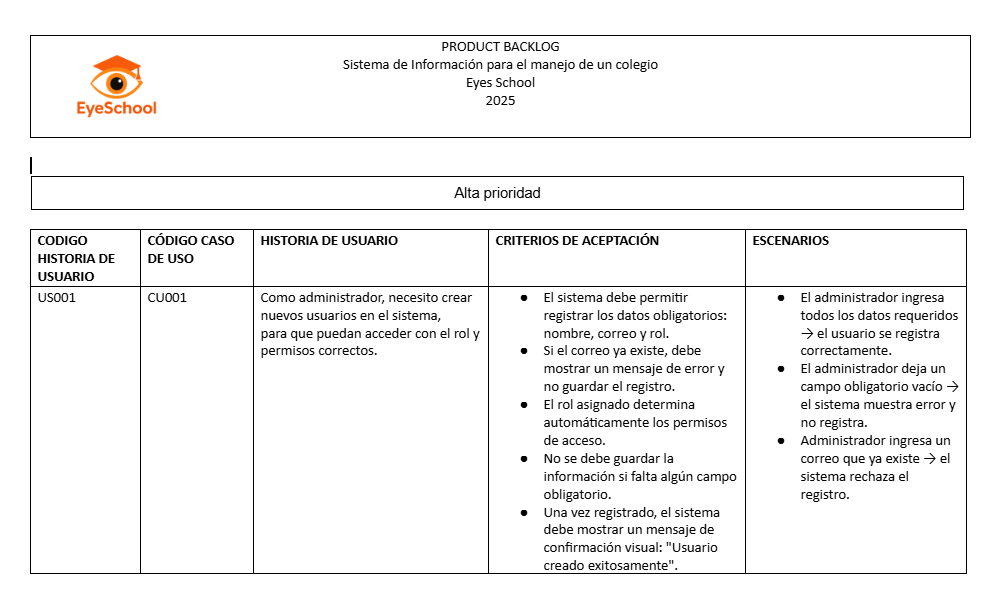 PRODUCT BACKLOG
Sistema de Información para el manejo de un colegio
Eyes School
2025
EyeSchool
Alta prioridad
CODIGO
HISTORIA DE
USUARIO
CÓDIGO CASO
DE USO
HISTORIA DE USUARIO
CRITERIOS DE ACEPTACIÓN
ESCENARIOS
US001
CU001
Como administrador, necesito crear
nuevos usuarios en el sistema,
para que puedan acceder con el rol y
permisos correctos.
● El sistema debe permitir
registrar los datos obligatorios:
nombre, correo y rol.
● Si el correo ya existe, debe
mostrar un mensaje de error y
no guardar el registro.
● El rol asignado determina
automáticamente los permisos
de acceso.
● No se debe guardar la
información si falta algún campo
obligatorio.
● Una vez registrado, el sistema
debe mostrar un mensaje de
confirmación visual: "Usuario
creado exitosamente".
● El administrador ingresa
todos los datos requeridos
→ el usuario se registra
correctamente.
● El administrador deja un
campo obligatorio vacío →
el sistema muestra error y
no registra.
● Administrador ingresa un
correo que ya existe → el
sistema rechaza el
registro.